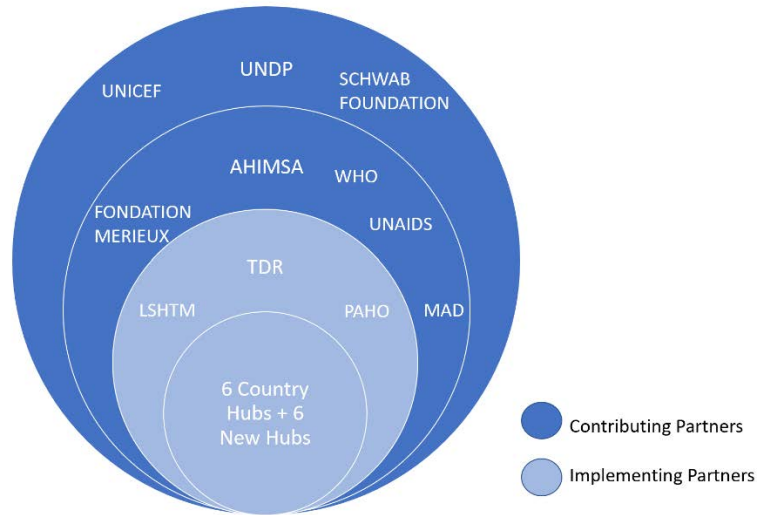 UNDP
UNICEF
SCHWAB
FOUNDATION
AHIMSA
WHO
FONDATION
MERIEUX
UNAIDS
TDR
LSHTM
PAHO
MAD
6 Country
Hubs + 6
New Hubs
Contributing Partners
Implementing Partners